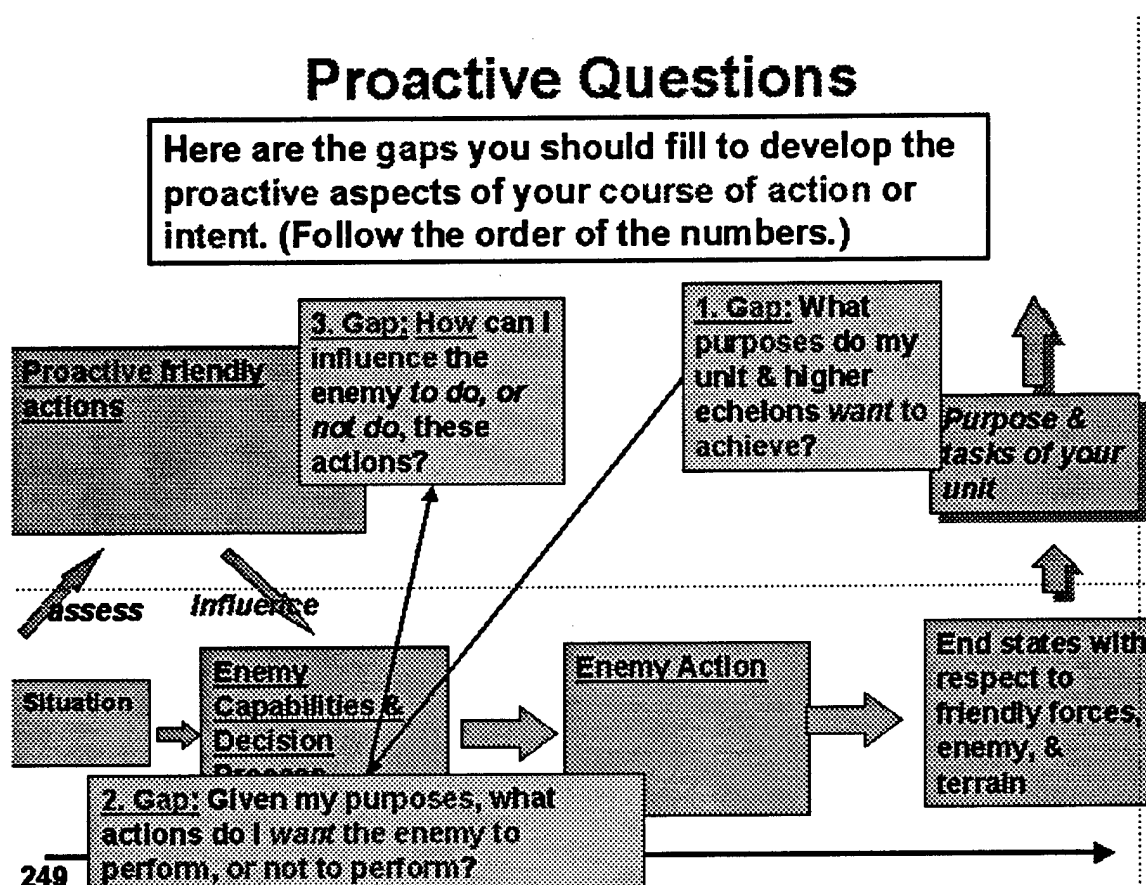 Proactive Questions
Here are the gaps you should fill to develop the
proactive aspects of your course of action or
intent. (Follow the order of the numbers.)
3. Gap: How can I
influence the
enemy to do, or
not do, these
actions?
1. Gap: What
purposes do my
unit & higher
echelons want to
achieve?
Proactive friendly
actions
Purpose &
tasks of your
unit
assess
Influence
Situation
Enemy
Capabilities &
Decision
Process
Enemy Action
End states with
respect to
friendly forces,
enemy, &
terrain
2. Gap: Given my purposes, what
actions do I want the enemy to
perform, or not to perform?
249